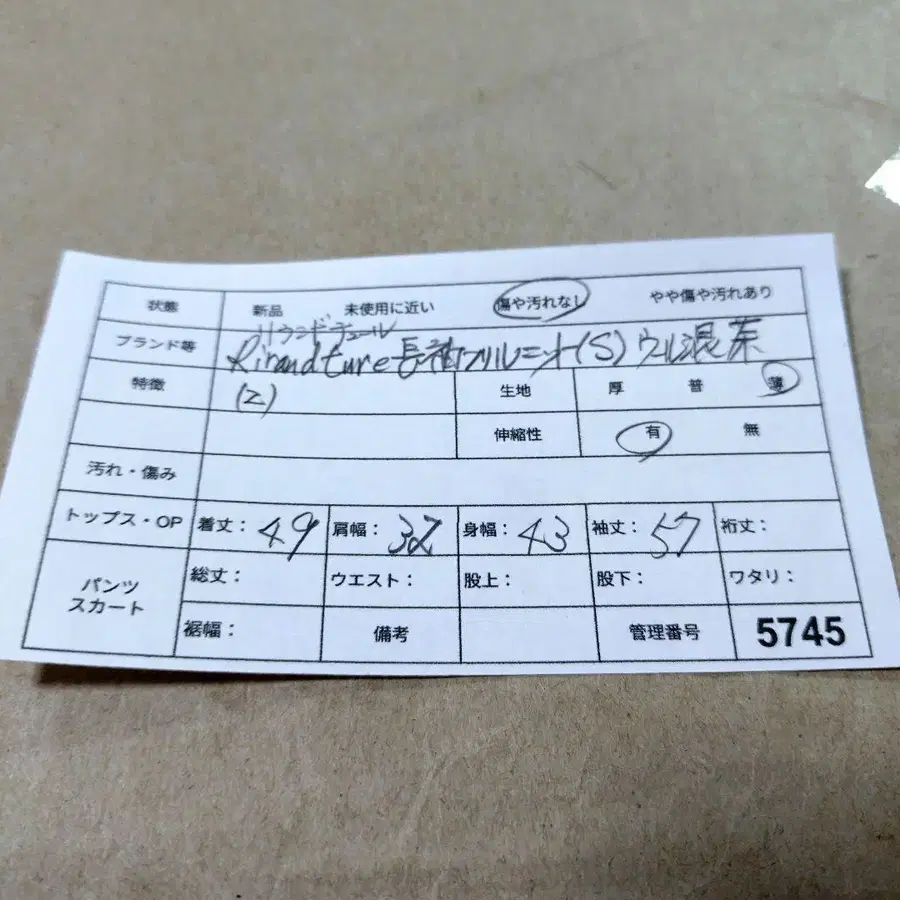 状態 新品 未使用に近い 傷や汚れなし やや傷や汚れあり
リランドチュール
ブランド等 Rirandture 長袖フリルニット(S)ウール混 茶
特徴 (2) 生地 厚 普 薄
伸縮性 有 無
汚れ・傷み
トップス・OP 着丈: 49 肩幅: 32 身幅: 43 袖丈: 57 裄丈:
パンツ スカート 総丈: ウエスト: 股上: 股下: ワタリ:
裾幅: 備考 管理番号 5745